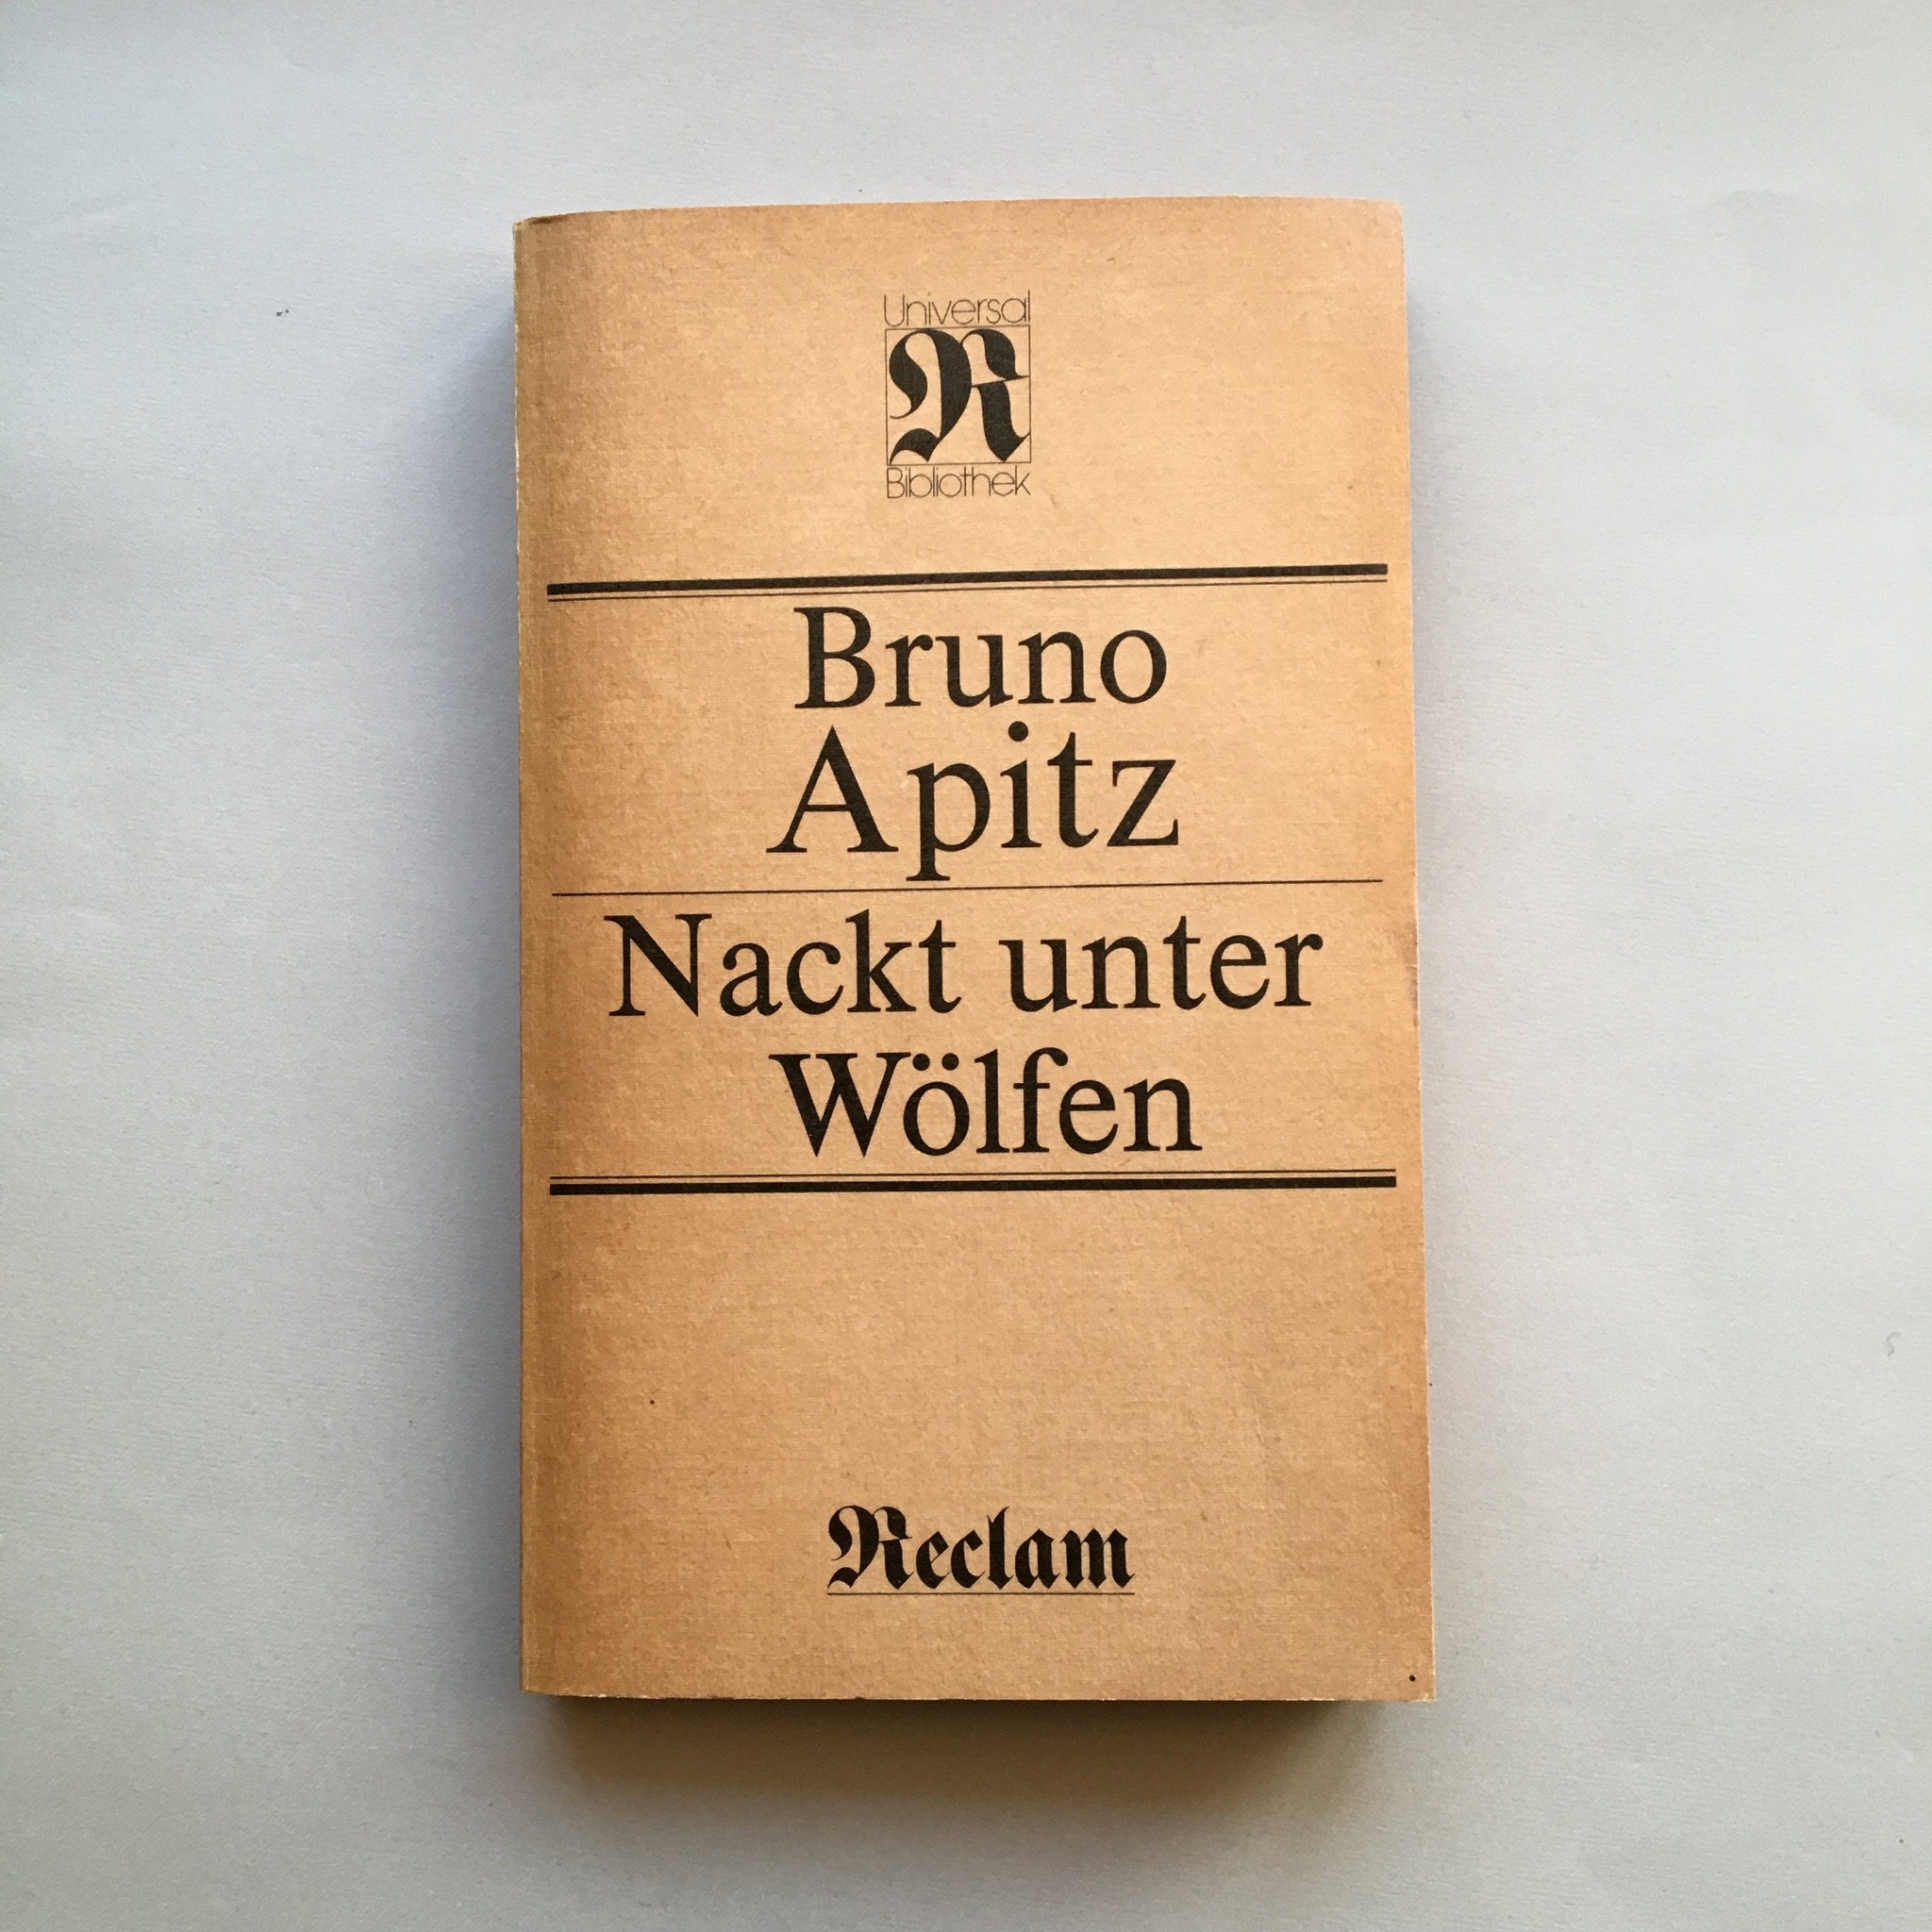 Universal
R
Bibliothek
Bruno
Apitz
Nackt unter
Wölfen
Reclam